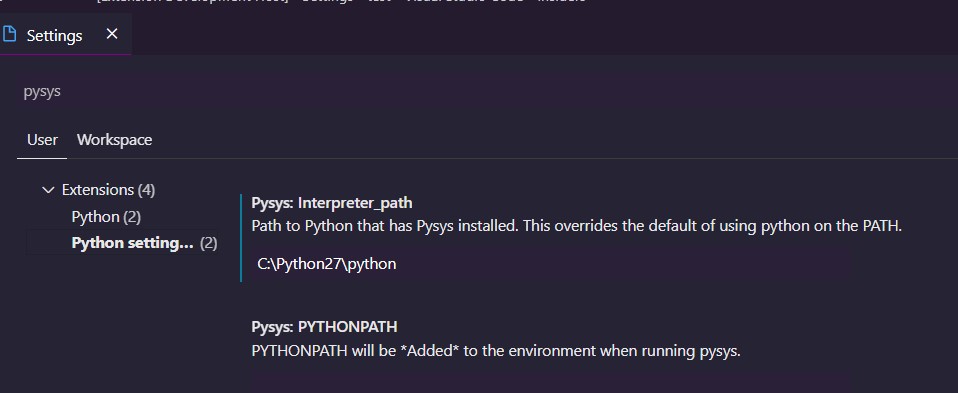 [Extension Development Host] - Settings - test - Visual Studio Code - Insiders
Settings
pysys
User Workspace
Extensions (4)
Python (2)
Python setting... (2)
Pysys: Interpreter_path
Path to Python that has Pysys installed. This overrides the default of using python on the PATH.
C:\Python27\python
Pysys: PYTHONPATH
PYTHONPATH will be *Added* to the environment when running pysys.